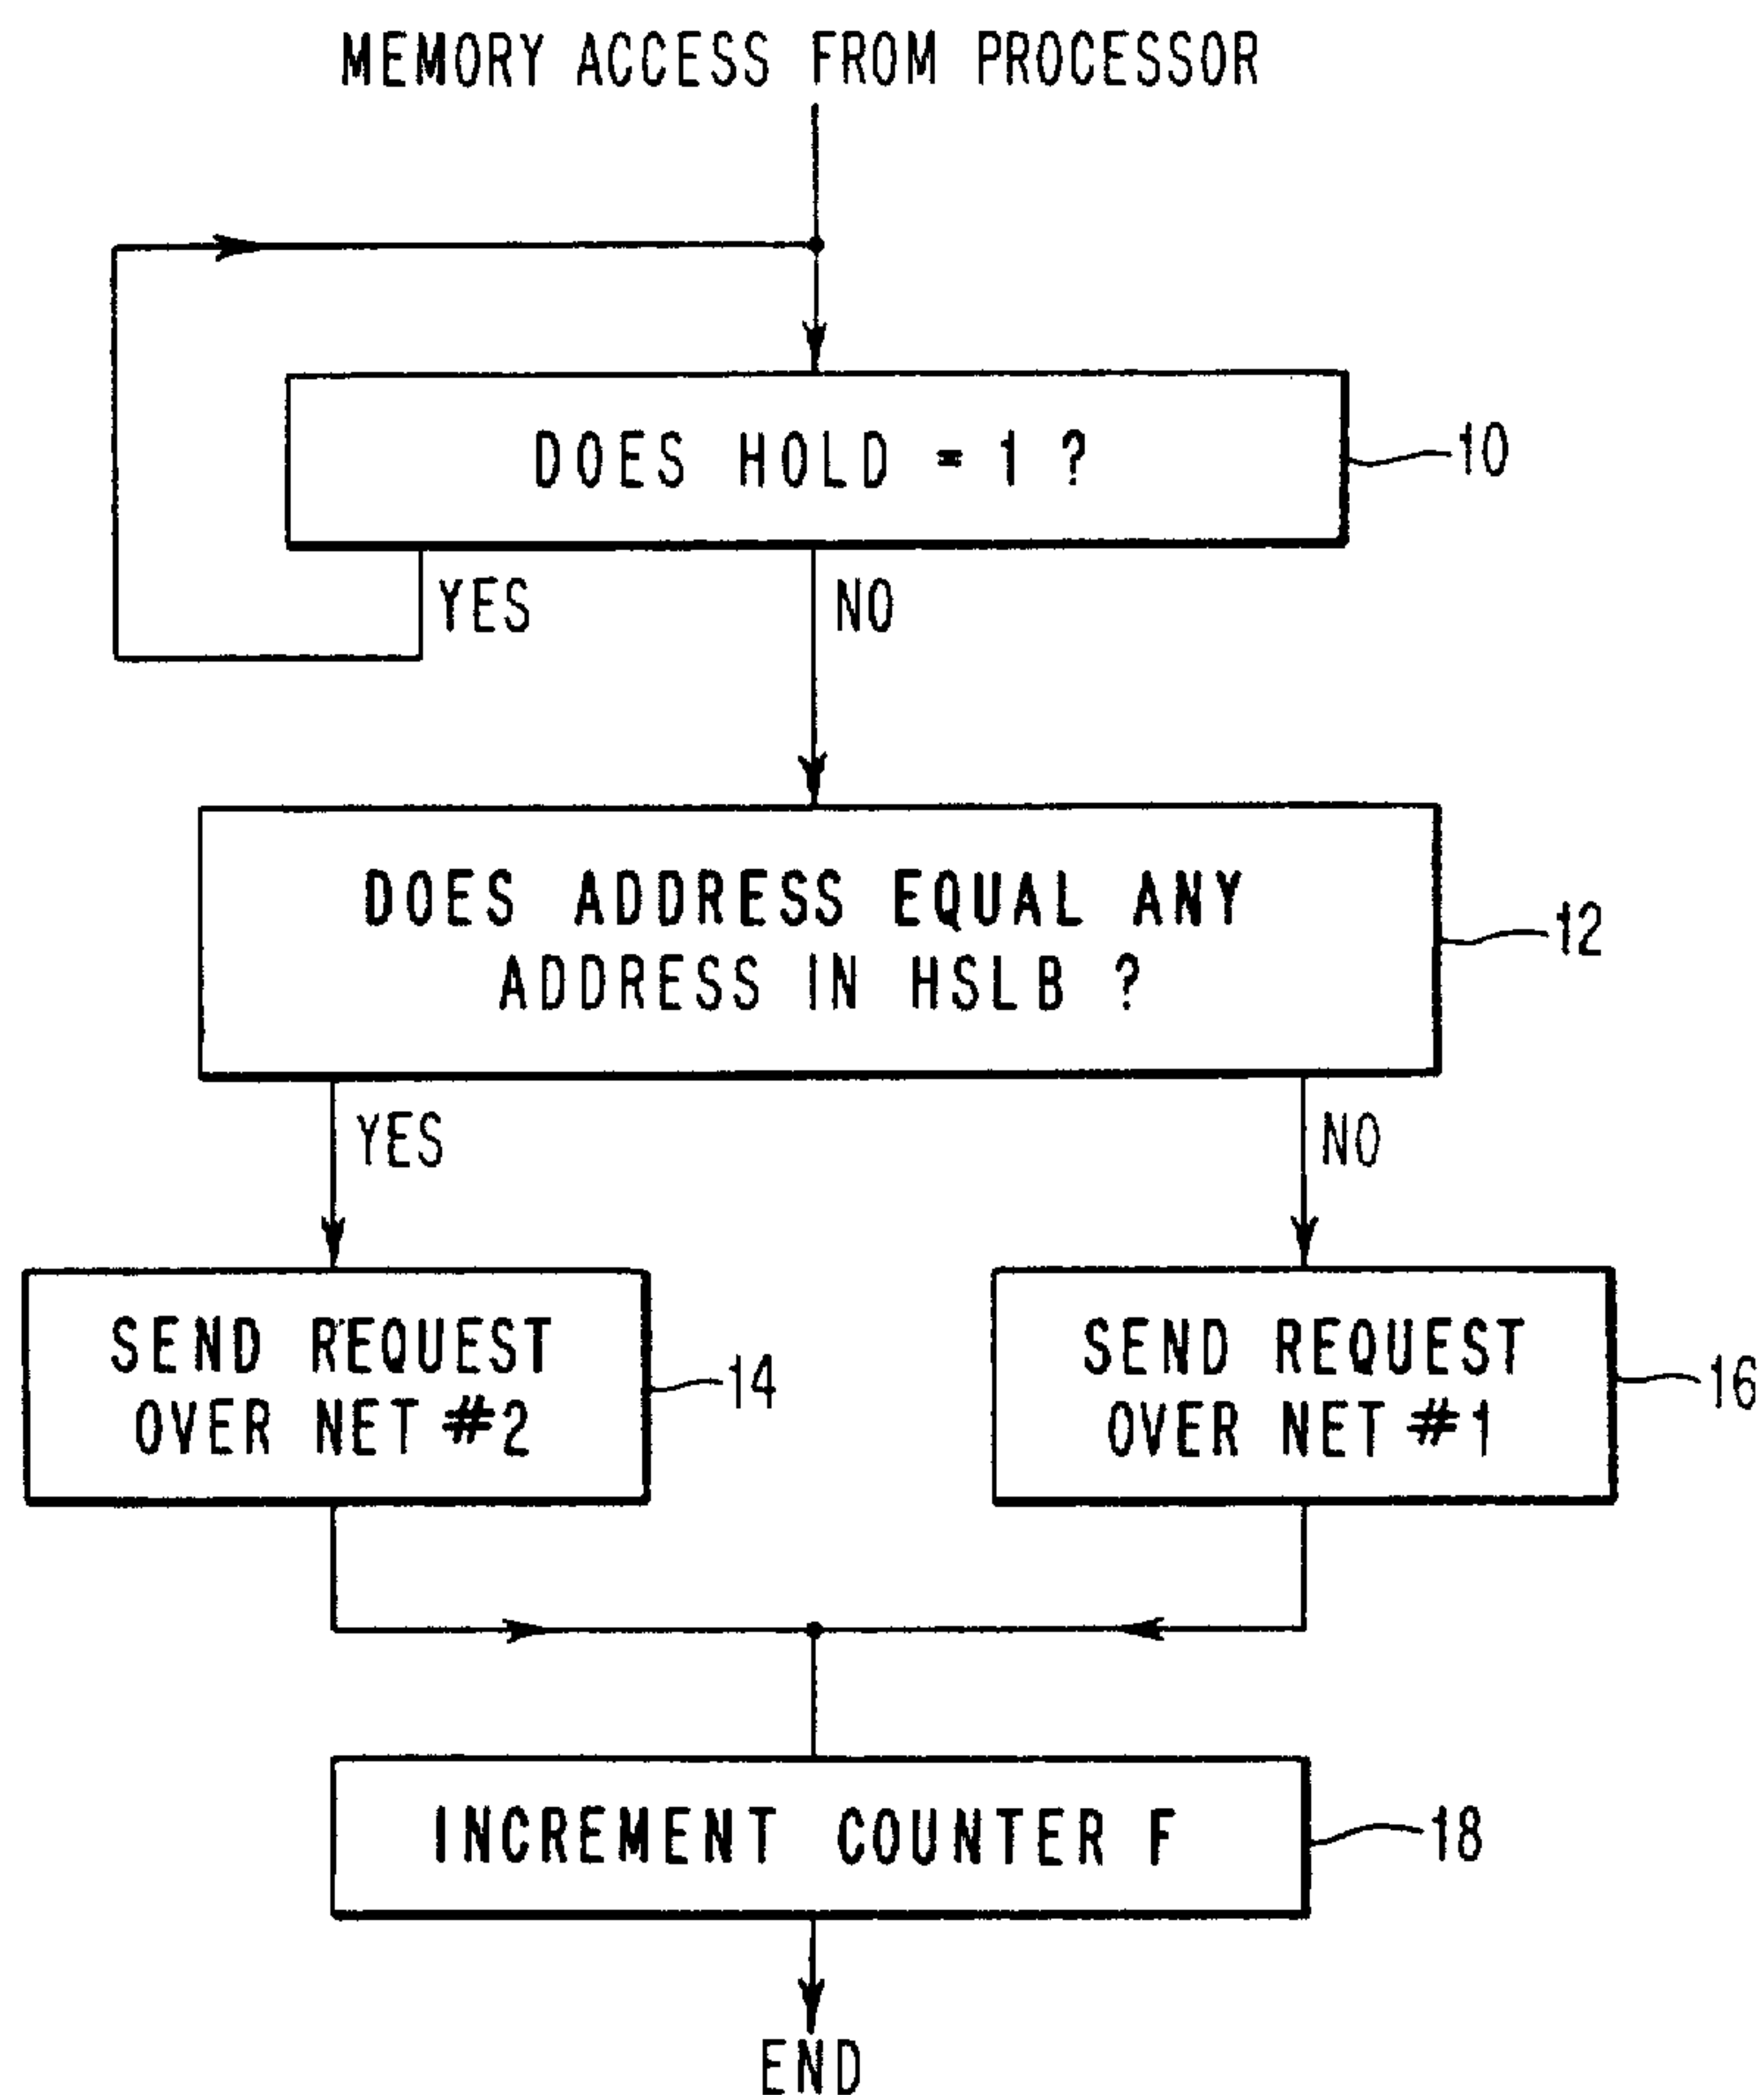 MEMORY ACCESS FROM PROCESSOR
DOES HOLD = 1 ?
10
YES
NO
DOES ADDRESS EQUAL ANY
ADDRESS IN HSLB ?
12
YES
NO
SEND REQUEST
OVER NET #2
14
SEND REQUEST
OVER NET #1
16
INCREMENT COUNTER F
18
END